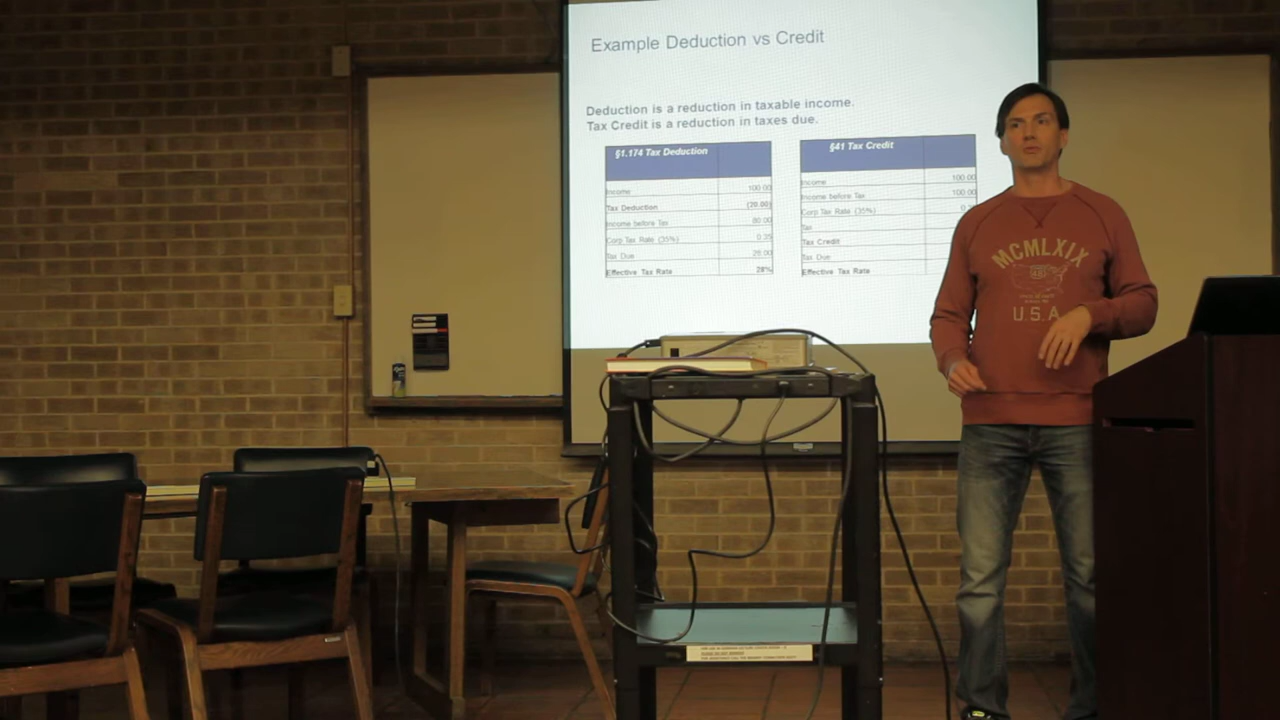 Example Deduction vs Credit
Deduction is a reduction in taxable income.
Tax Credit is a reduction in taxes due.
§1.174 Tax Deduction
Income 100.00
Tax Deduction (20.00)
Income before Tax 80.00
Corp Tax Rate (35%) 0.35
Tax Due 28.00
Effective Tax Rate 28%
§41 Tax Credit
Income 100.00
Income before Tax 100.00
Corp Tax Rate (35%)
Tax
Tax Credit
Tax Due
Effective Tax Rate
MCMLXIX
U.S.A